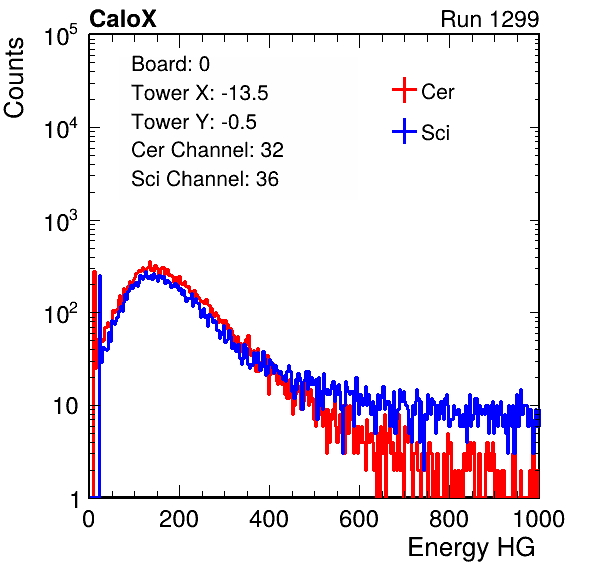 CaloX Run 1299
Counts
10^5
10^4
10^3
10^2
10
1
Board: 0
Tower X: -13.5
Tower Y: -0.5
Cer Channel: 32
Sci Channel: 36
Cer
Sci
0 200 400 600 800 1000
Energy HG